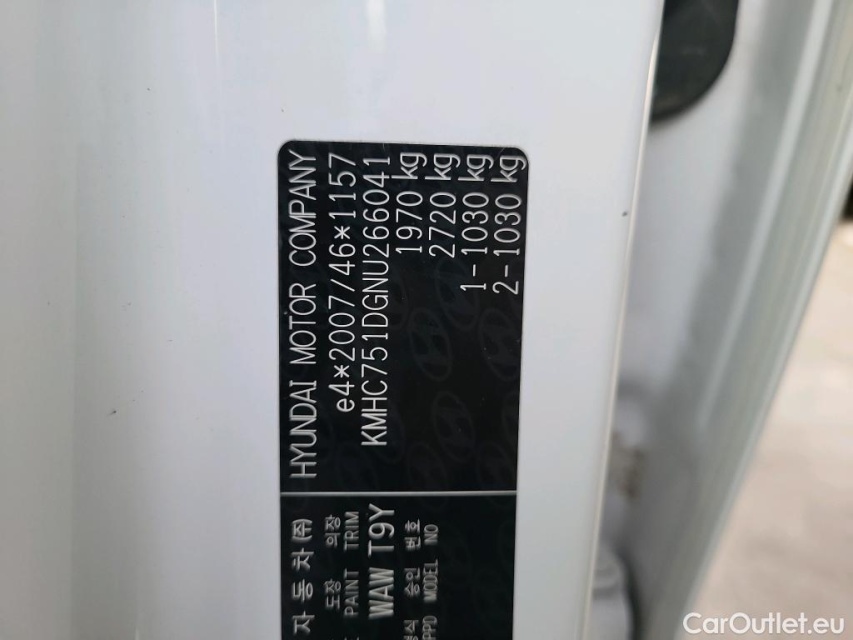 HYUNDAI MOTOR COMPANY
e4*2007/46*1157
KMHC751DGNU266041
1970 kg
2720 kg
1-1030 kg
2-1030 kg
자동차(주)
도장 외장
PAINT TRIM
WAW T9Y
형식 승인 번호
MODEL NO
CarOutlet.eu